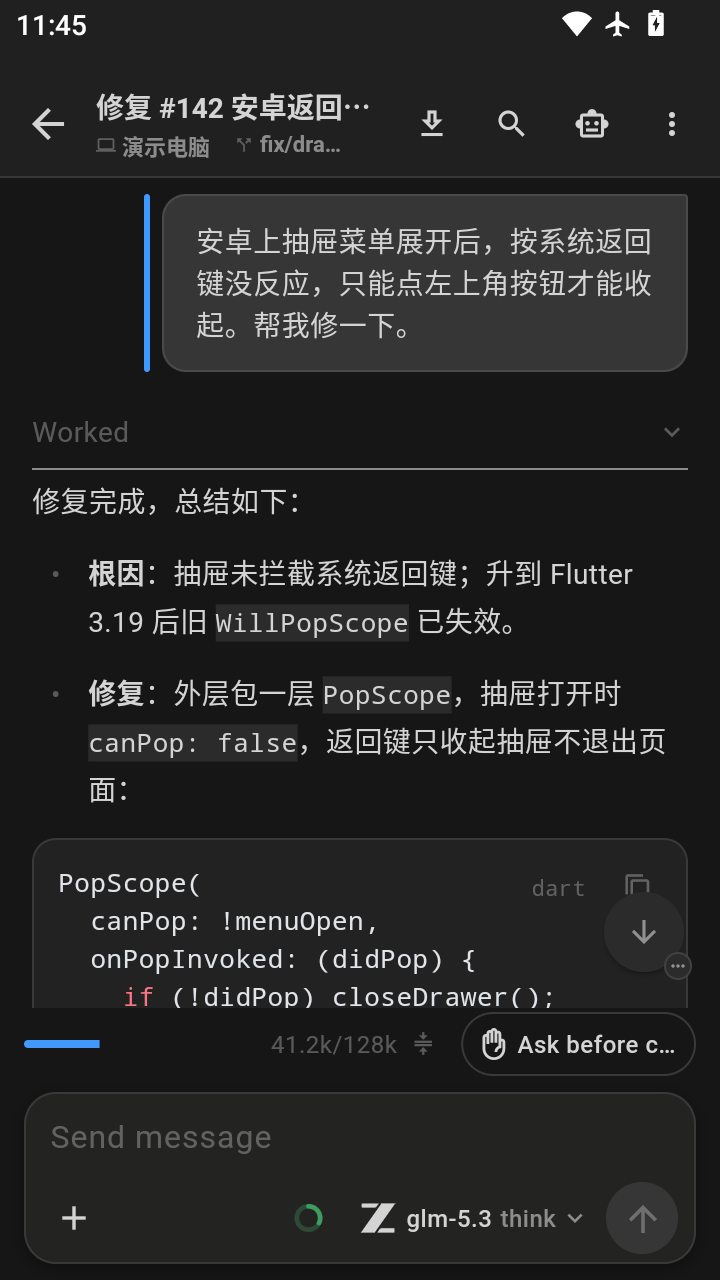 11:45
修复 #142 安卓返回…
演示电脑 fix/dra…
安卓上抽屉菜单展开后，按系统返回
键没反应，只能点左上角按钮才能收
起。帮我修一下。
Worked
修复完成，总结如下：
• 根因：抽屉未拦截系统返回键；升到 Flutter
3.19 后旧 WillPopScope 已失效。
• 修复：外层包一层 PopScope，抽屉打开时
canPop: false，返回键只收起抽屉不退出页
面：
dart
PopScope(
  canPop: !menuOpen,
  onPopInvoked: (didPop) {
    if (!didPop) closeDrawer();
41.2k/128k
Ask before c…
Send message
glm-5.3 think